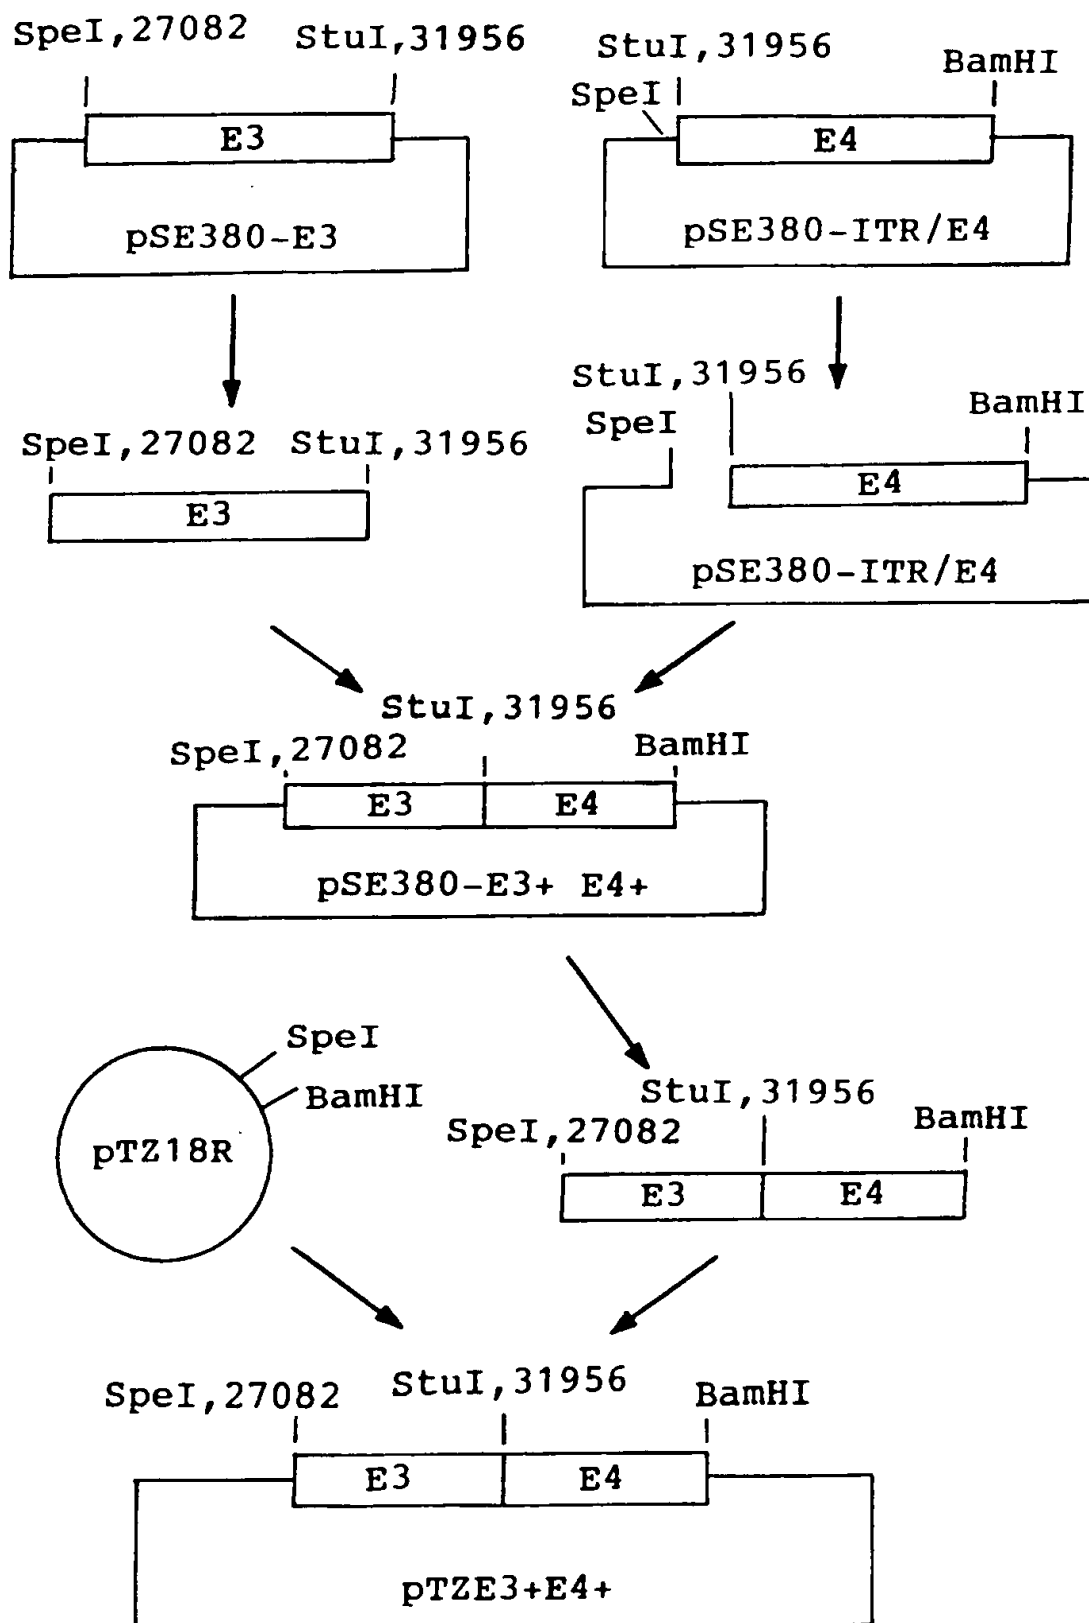 SpeI,27082
StuI,31956
E3
pSE380-E3
StuI,31956
BamHI
SpeI
E4
pSE380-ITR/E4
SpeI,27082
StuI,31956
E3
StuI,31956
SpeI
BamHI
E4
pSE380-ITR/E4
StuI,31956
SpeI,27082
BamHI
E3
E4
pSE380-E3+ E4+
SpeI
BamHI
pTZ18R
StuI,31956
SpeI,27082
BamHI
E3
E4
SpeI,27082
StuI,31956
BamHI
E3
E4
pTZE3+E4+